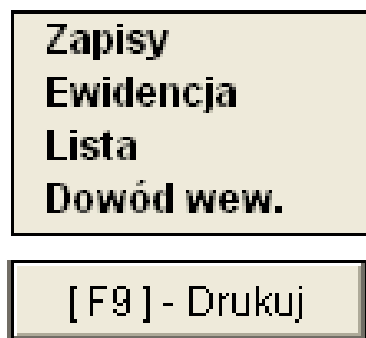 Zapisy
Ewidencja
Lista
Dowód wew.
[ F9 ] - Drukuj